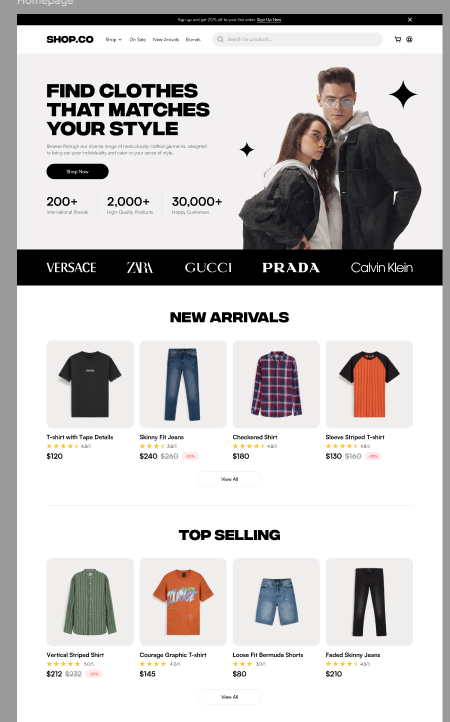 Homepage
Sign up and get 20% off to your first order. Sign Up Now
SHOP.CO
Shop
On Sale
New Arrivals
Brands
Search for products...
FIND CLOTHES
THAT MATCHES
YOUR STYLE
Browse through our diverse range of meticulously crafted garments, designed
to bring out your individuality and cater to your sense of style.
Shop Now
200+
International Brands
2,000+
High-Quality Products
30,000+
Happy Customers
VERSACE
ZARA
GUCCI
PRADA
Calvin Klein
NEW ARRIVALS
T-shirt with Tape Details
4.5/5
$120
Skinny Fit Jeans
3.5/5
$240 $260 -20%
Checkered Shirt
4.5/5
$180
Sleeve Striped T-shirt
4.5/5
$130 $160 -30%
View All
TOP SELLING
Vertical Striped Shirt
5.0/5
$212 $232 -20%
Courage Graphic T-shirt
4.0/5
$145
Loose Fit Bermuda Shorts
3.0/5
$80
Faded Skinny Jeans
4.5/5
$210
View All